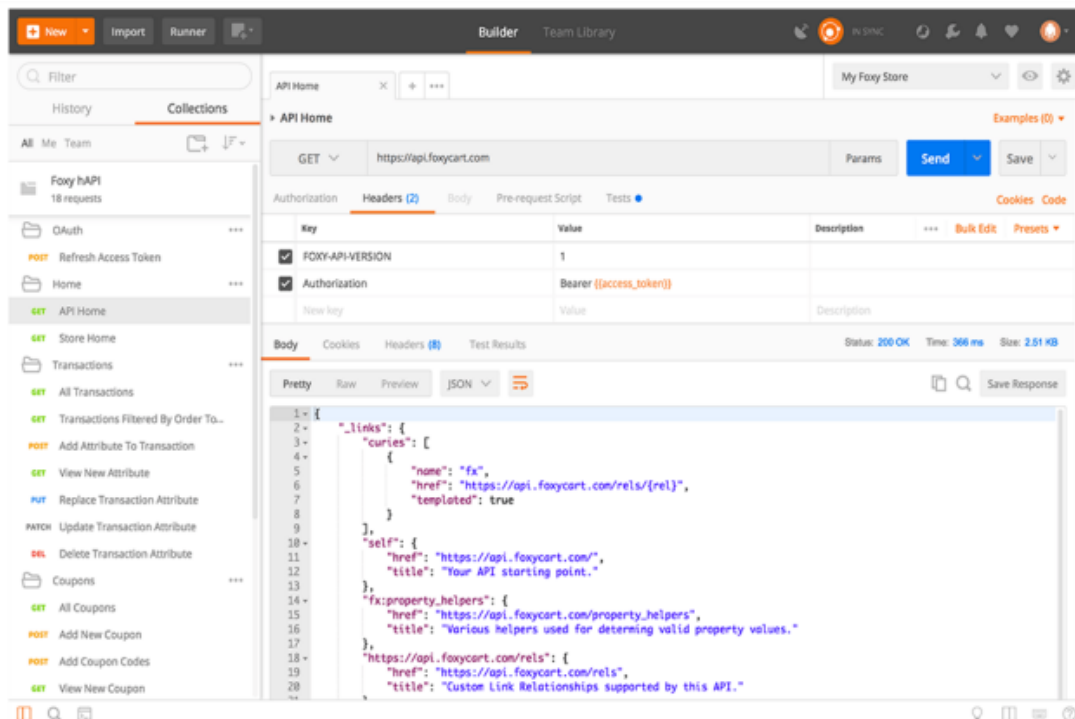 New Import Runner Builder Team Library IN SYNC
Filter
History Collections
All Me Team
Foxy hAPI
18 requests
OAuth
POST Refresh Access Token
Home
GET API Home
GET Store Home
Transactions
GET All Transactions
GET Transactions Filtered By Order To...
POST Add Attribute To Transaction
GET View New Attribute
PUT Replace Transaction Attribute
PATCH Update Transaction Attribute
DEL Delete Transaction Attribute
Coupons
GET All Coupons
POST Add New Coupon
POST Add Coupon Codes
GET View New Coupon
API Home
My Foxy Store
API Home Examples (0)
GET https://api.foxycart.com Params Send Save
Authorization Headers (2) Body Pre-request Script Tests Cookies Code
Key Value Description Bulk Edit Presets
FOXY-API-VERSION 1
Authorization Bearer {{access_token}}
New key Value Description
Body Cookies Headers (8) Test Results Status: 200 OK Time: 366 ms Size: 2.51 KB
Pretty Raw Preview JSON Save Response
1 {
2 "_links": {
3 "curies": [
4 {
5 "name": "fx",
6 "href": "https://api.foxycart.com/rels/{rel}",
7 "templated": true
8 }
9 ],
10 "self": {
11 "href": "https://api.foxycart.com/",
12 "title": "Your API starting point."
13 },
14 "fx:property_helpers": {
15 "href": "https://api.foxycart.com/property_helpers",
16 "title": "Various helpers used for determing valid property values."
17 },
18 "https://api.foxycart.com/rels": {
19 "href": "https://api.foxycart.com/rels",
20 "title": "Custom Link Relationships supported by this API."